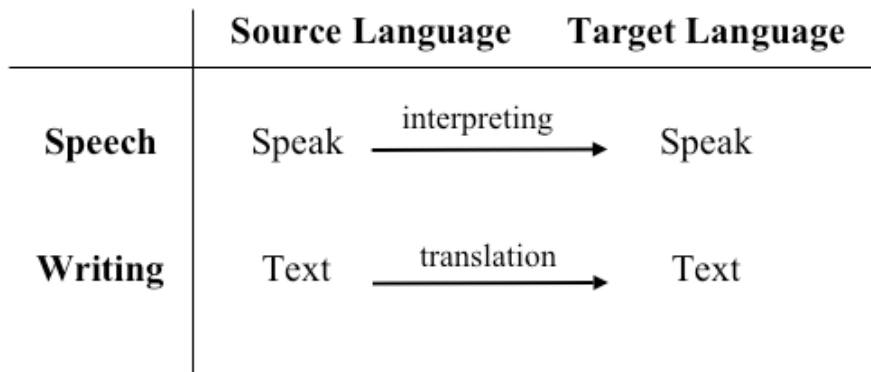 Source Language Target Language
Speech Speak interpreting Speak
Writing Text translation Text